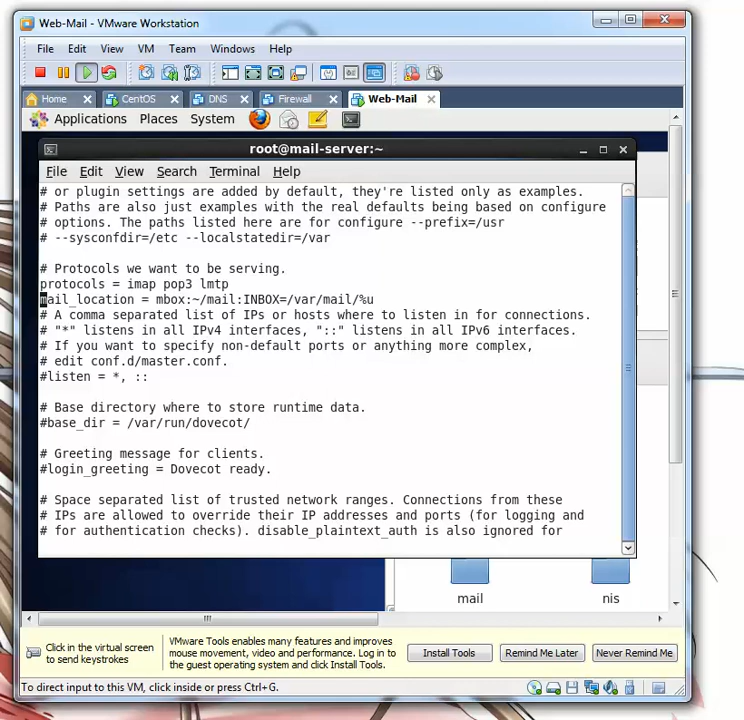 Web-Mail - VMware Workstation
File Edit View VM Team Windows Help
Home CentOS DNS Firewall Web-Mail
Applications Places System
root@mail-server:~
File Edit View Search Terminal Help
# or plugin settings are added by default, they're listed only as examples.
# Paths are also just examples with the real defaults being based on configure
# options. The paths listed here are for configure --prefix=/usr
# --sysconfdir=/etc --localstatedir=/var
# Protocols we want to be serving.
protocols = imap pop3 lmtp
mail_location = mbox:~/mail:INBOX=/var/mail/%u
# A comma separated list of IPs or hosts where to listen in for connections.
# "*" listens in all IPv4 interfaces, "::" listens in all IPv6 interfaces.
# If you want to specify non-default ports or anything more complex,
# edit conf.d/master.conf.
#listen = *, ::
# Base directory where to store runtime data.
#base_dir = /var/run/dovecot/
# Greeting message for clients.
#login_greeting = Dovecot ready.
# Space separated list of trusted network ranges. Connections from these
# IPs are allowed to override their IP addresses and ports (for logging and
# for authentication checks). disable_plaintext_auth is also ignored for
mail nis
Click in the virtual screen
to send keystrokes
VMware Tools enables many features and improves
mouse movement, video and performance. Log in to
the guest operating system and click Install Tools.
Install Tools Remind Me Later Never Remind Me
To direct input to this VM, click inside or press Ctrl+G.